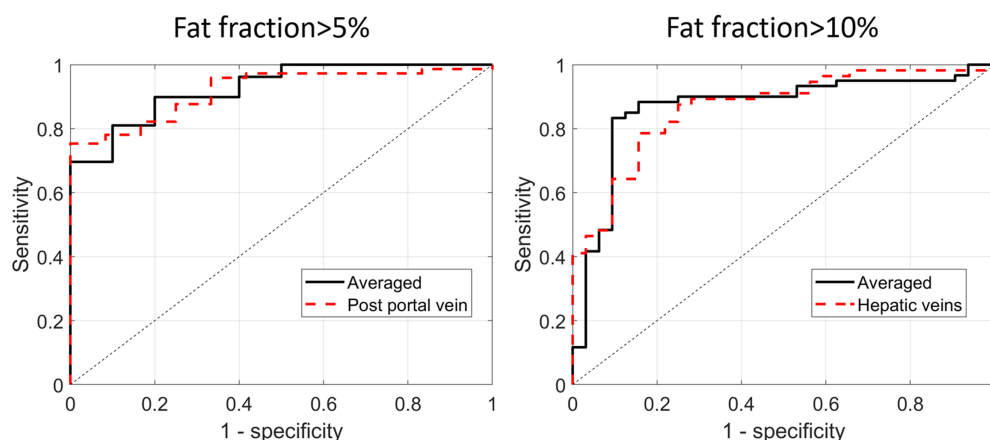 Fat fraction>5%
1
0.8
0.6
0.4
0.2
0
Sensitivity
Averaged
Post portal vein
0
0.2
0.4
0.6
0.8
1
1 - specificity
Fat fraction>10%
1
0.8
0.6
0.4
0.2
0
Sensitivity
Averaged
Hepatic veins
0
0.2
0.4
0.6
0.8
1 - specificity